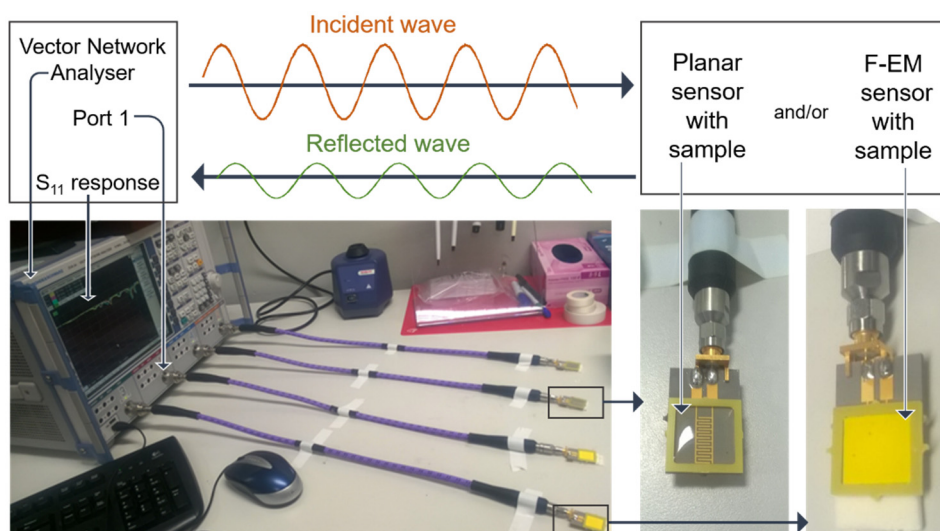 Incident wave
Vector Network
Analyser
Port 1
S₁₁ response
Reflected wave
Planar
sensor
with
sample
and/or
F-EM
sensor
with
sample